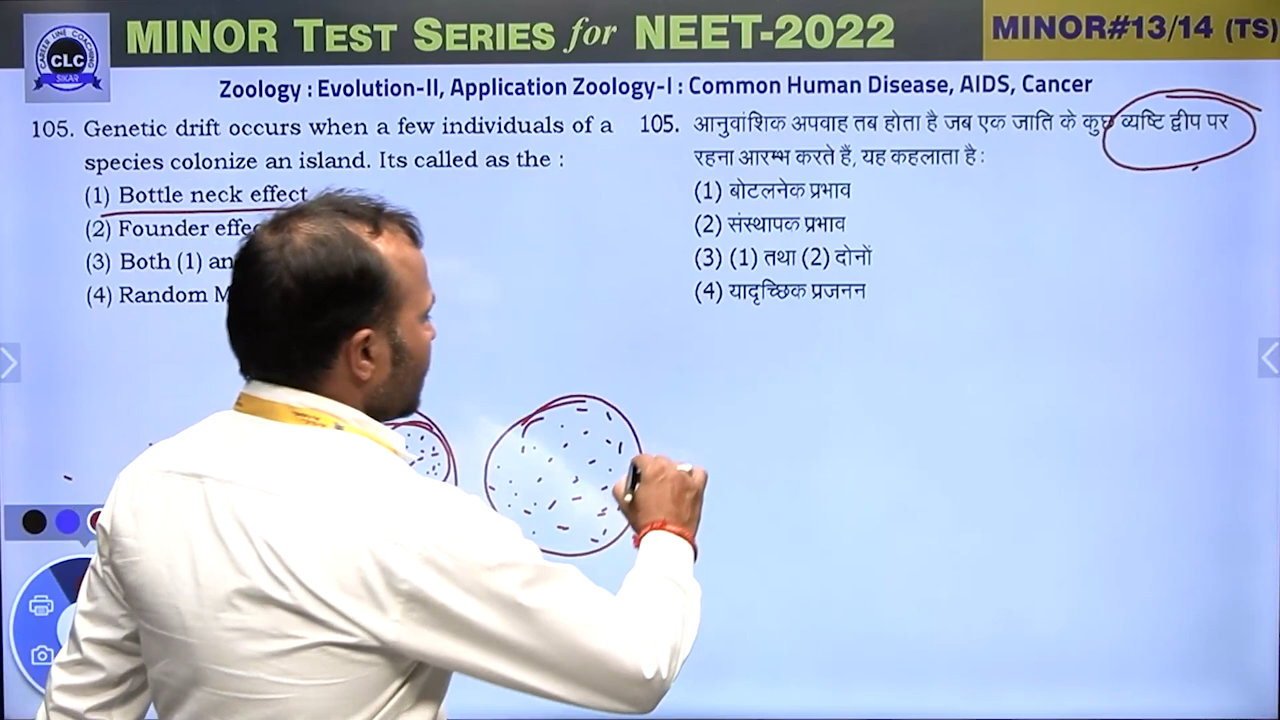 CAREER LINE COACHING
CLC
SIKAR
MINOR TEST SERIES for NEET-2022
MINOR#13/14 (TS)
Zoology : Evolution-II, Application Zoology-I : Common Human Disease, AIDS, Cancer
105. Genetic drift occurs when a few individuals of a
species colonize an island. Its called as the :
(1) Bottle neck effect
(2) Founder
(3) Both (1)
(4) Random
105. आनुवांशिक अपवाह तब होता है जब एक जाति के कुछ व्यष्टि द्वीप पर
रहना आरम्भ करते हैं, यह कहलाता है :
(1) बोटलनेक प्रभाव
(2) संस्थापक प्रभाव
(3) (1) तथा (2) दोनों
(4) यादृच्छिक प्रजनन